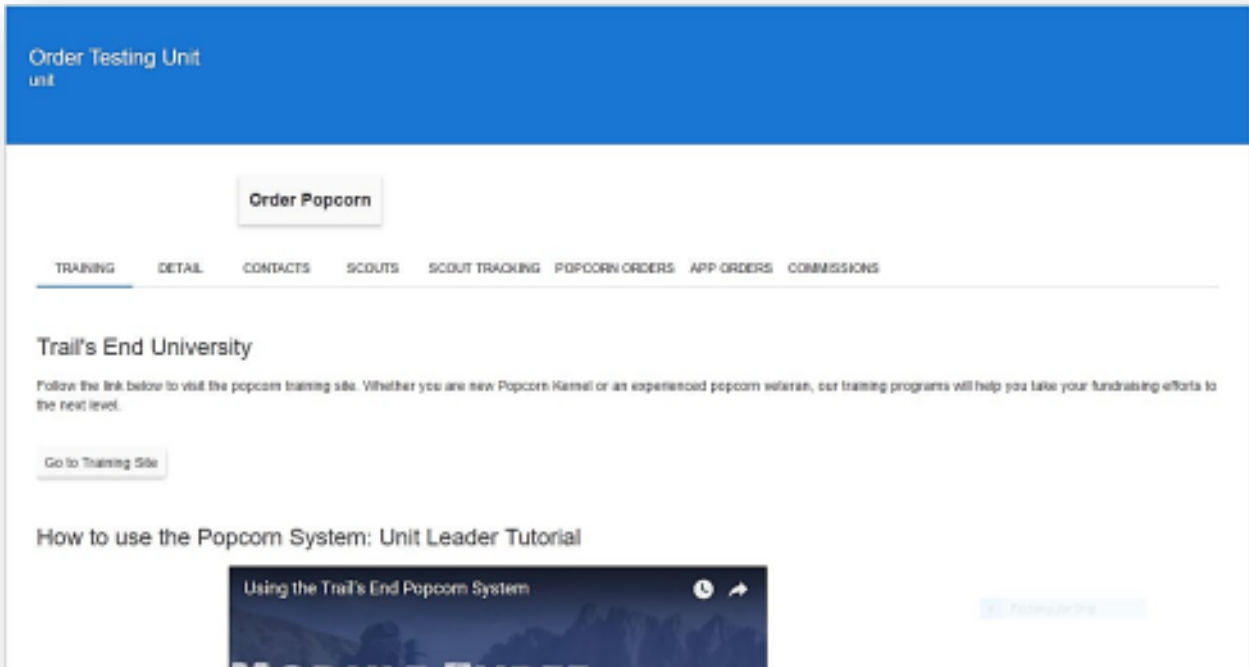 Order Testing Unit
unit
Order Popcorn
TRAINING DETAIL CONTACTS SCOUTS SCOUT TRACKING POPCORN ORDERS APP ORDERS COMMISSIONS
Trail's End University
Follow the link below to visit the popcorn training site. Whether you are new Popcorn Kernel or an experienced popcorn veteran, our training programs will help you take your fundraising efforts to
the next level.
Go to Training Site
How to use the Popcorn System: Unit Leader Tutorial
Using the Trail's End Popcorn System